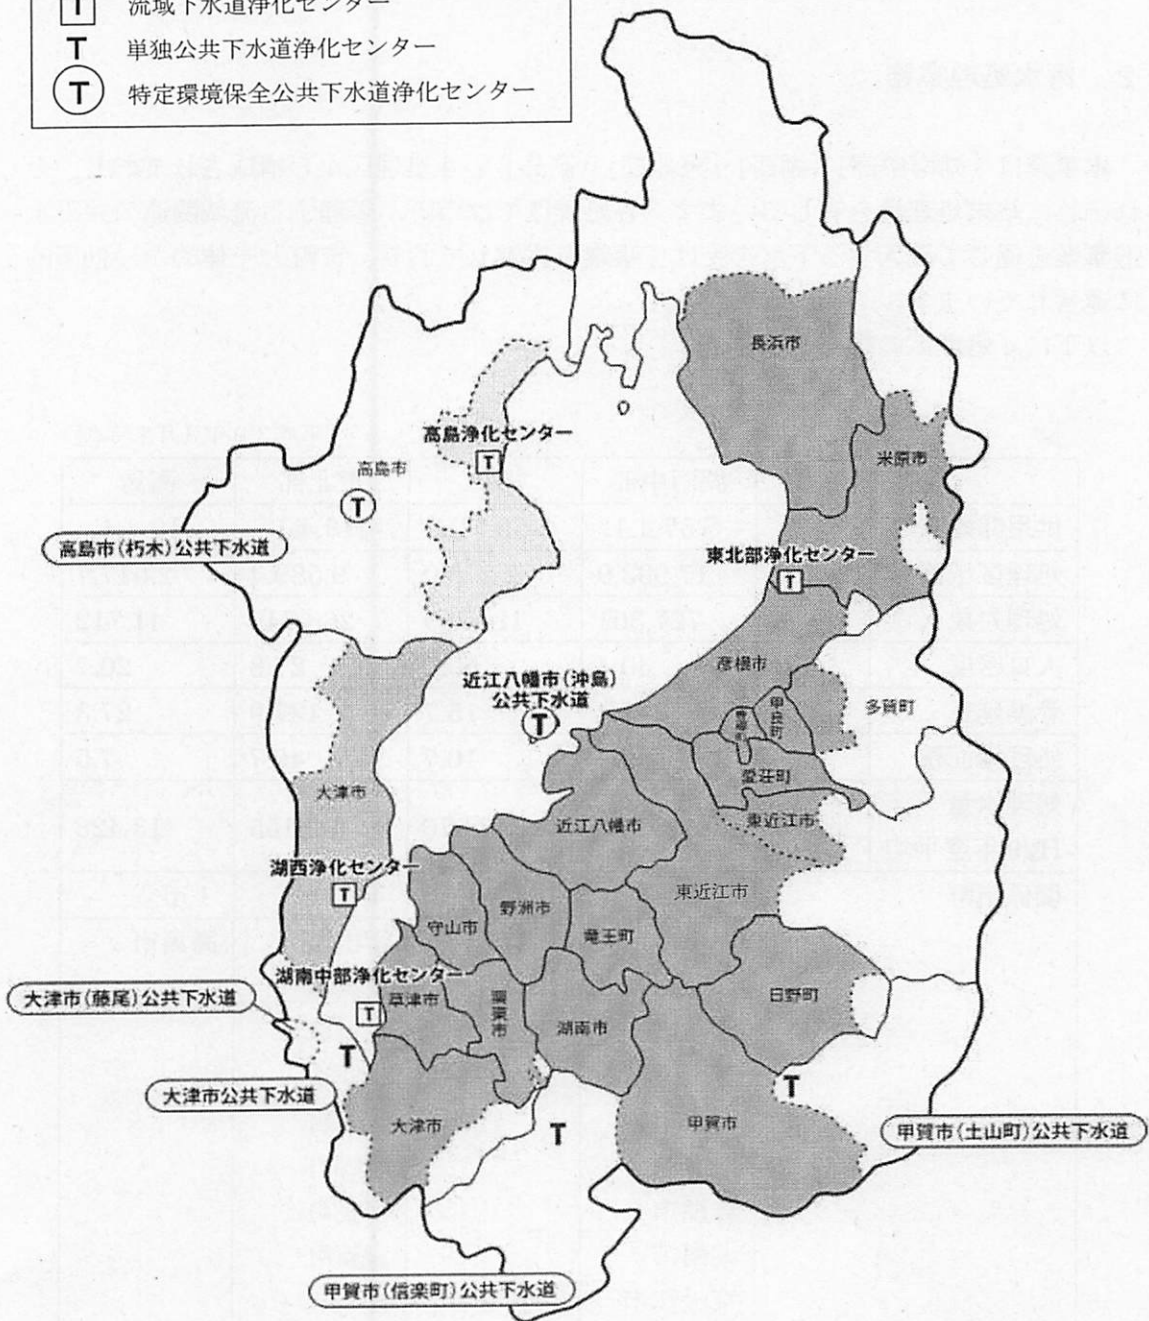 T 流域下水道浄化センター
T 単独公共下水道浄化センター
T 特定環境保全公共下水道浄化センター
長浜市
高島浄化センター
T
高島市
T
米原市
高島市(朽木)公共下水道
東北部浄化センター
T
彦根市
近江八幡市(沖島)
公共下水道
T
甲良町
多賀町
愛荘町
大津市
東近江市
近江八幡市
湖西浄化センター
T
東近江市
野洲市
守山市
竜王町
湖南中部浄化センター
T
大津市(藤尾)公共下水道
草津市
栗東市
日野町
湖南市
T
大津市公共下水道
T
大津市
T
甲賀市
甲賀市(土山町)公共下水道
甲賀市(信楽町)公共下水道